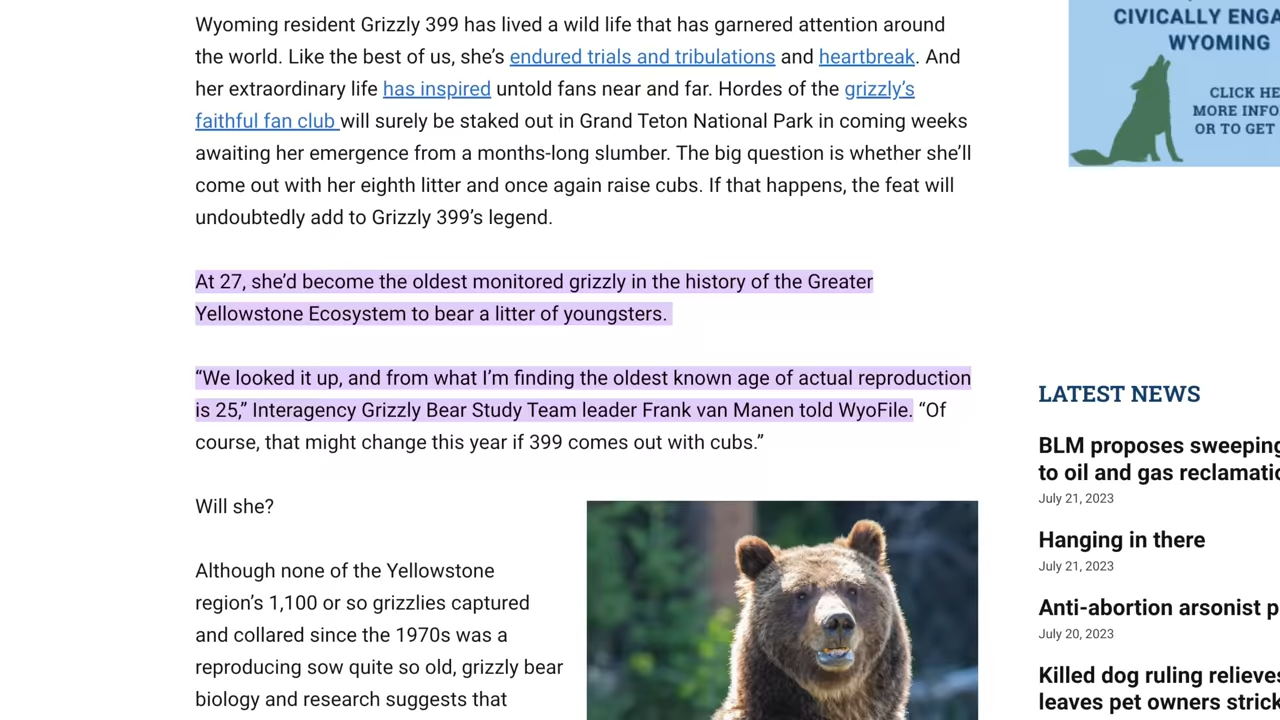 Wyoming resident Grizzly 399 has lived a wild life that has garnered attention around
the world. Like the best of us, she’s endured trials and tribulations and heartbreak. And
her extraordinary life has inspired untold fans near and far. Hordes of the grizzly’s
faithful fan club will surely be staked out in Grand Teton National Park in coming weeks
awaiting her emergence from a months-long slumber. The big question is whether she’ll
come out with her eighth litter and once again raise cubs. If that happens, the feat will
undoubtedly add to Grizzly 399’s legend.
At 27, she’d become the oldest monitored grizzly in the history of the Greater
Yellowstone Ecosystem to bear a litter of youngsters.
“We looked it up, and from what I’m finding the oldest known age of actual reproduction
is 25,” Interagency Grizzly Bear Study Team leader Frank van Manen told WyoFile. “Of
course, that might change this year if 399 comes out with cubs.”
Will she?
Although none of the Yellowstone
region’s 1,100 or so grizzlies captured
and collared since the 1970s was a
reproducing sow quite so old, grizzly bear
biology and research suggests that
CIVICALLY ENGA
WYOMING
CLICK HE
MORE INFO
OR TO GET
LATEST NEWS
BLM proposes sweeping
to oil and gas reclamatic
July 21, 2023
Hanging in there
July 21, 2023
Anti-abortion arsonist p
July 20, 2023
Killed dog ruling relieves
leaves pet owners strick